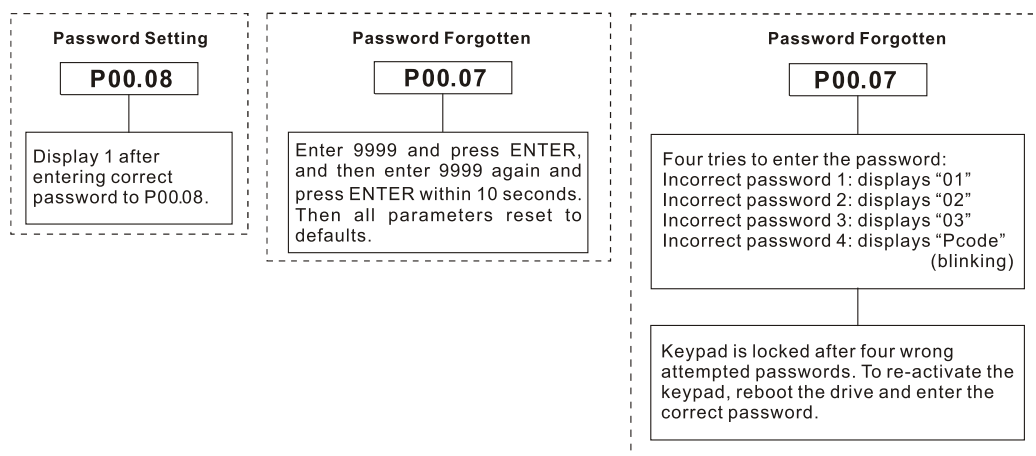 Password Setting
P00.08
Display 1 after
entering correct
password to P00.08.
Password Forgotten
P00.07
Enter 9999 and press ENTER,
and then enter 9999 again and
press ENTER within 10 seconds.
Then all parameters reset to
defaults.
Password Forgotten
P00.07
Four tries to enter the password:
Incorrect password 1: displays “01”
Incorrect password 2: displays “02”
Incorrect password 3: displays “03”
Incorrect password 4: displays “Pcode”
(blinking)
Keypad is locked after four wrong
attempted passwords. To re-activate the
keypad, reboot the drive and enter the
correct password.